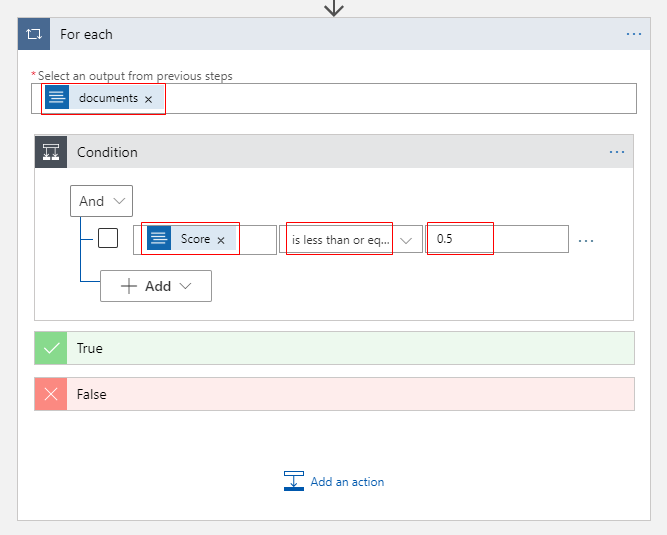 For each
...
*Select an output from previous steps
documents ×
Condition
...
And
Score × is less than or eq... 0.5 ...
+ Add
True
False
Add an action